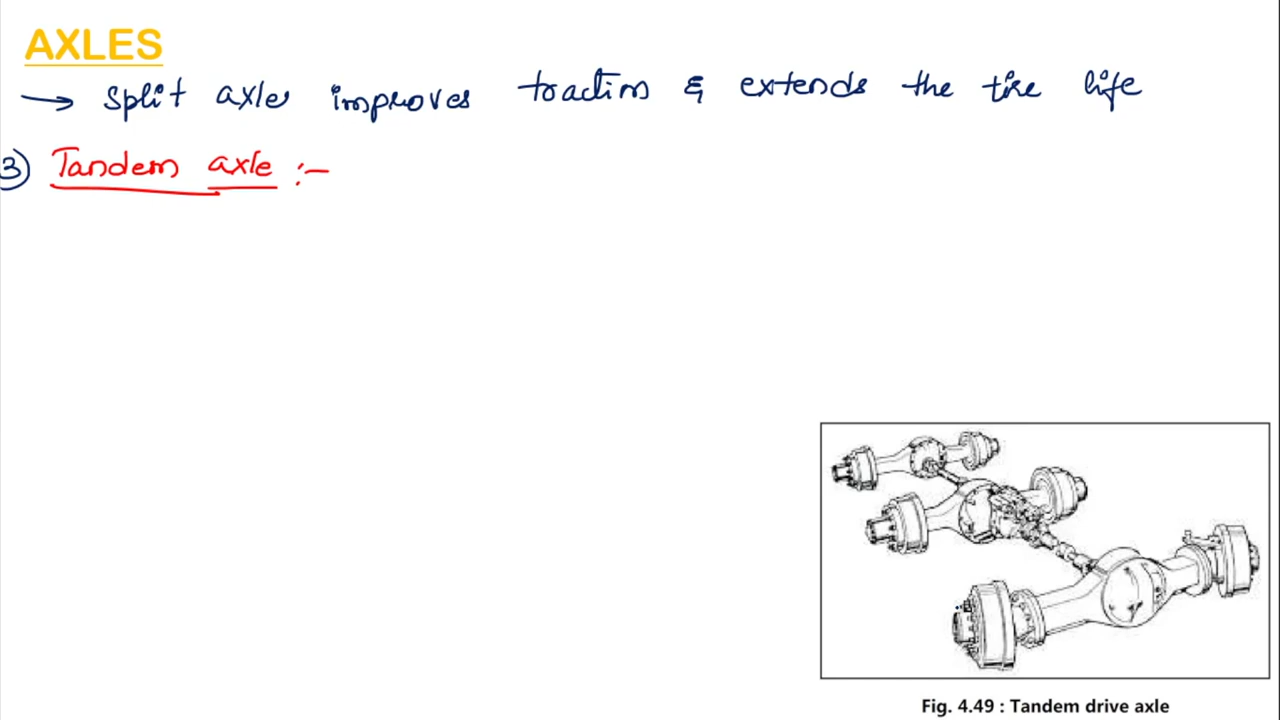 AXLES
→ Split axle improves traction & extends the tire life
3) Tandem axle :-
Fig. 4.49 : Tandem drive axle